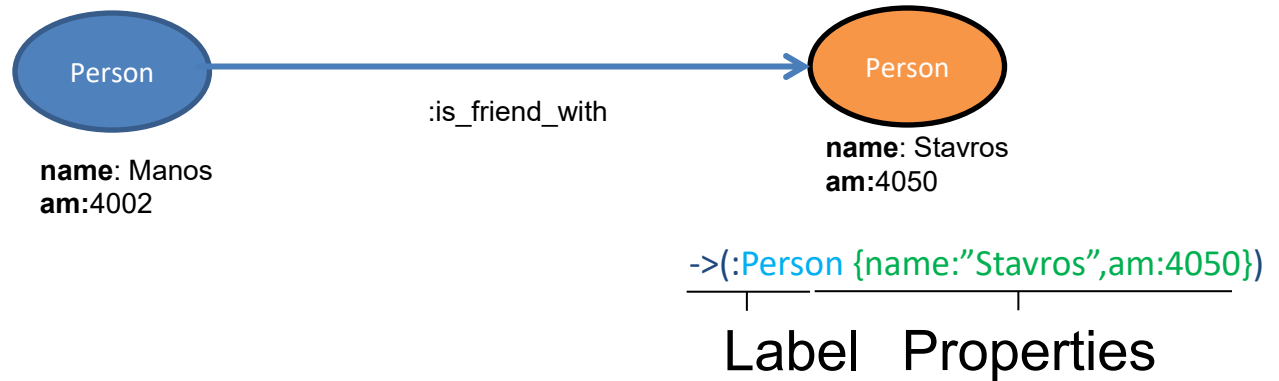 Person
Person
:is_friend_with
name: Manos
am:4002
name: Stavros
am:4050
->(:Person {name:”Stavros”,am:4050})
Label Properties